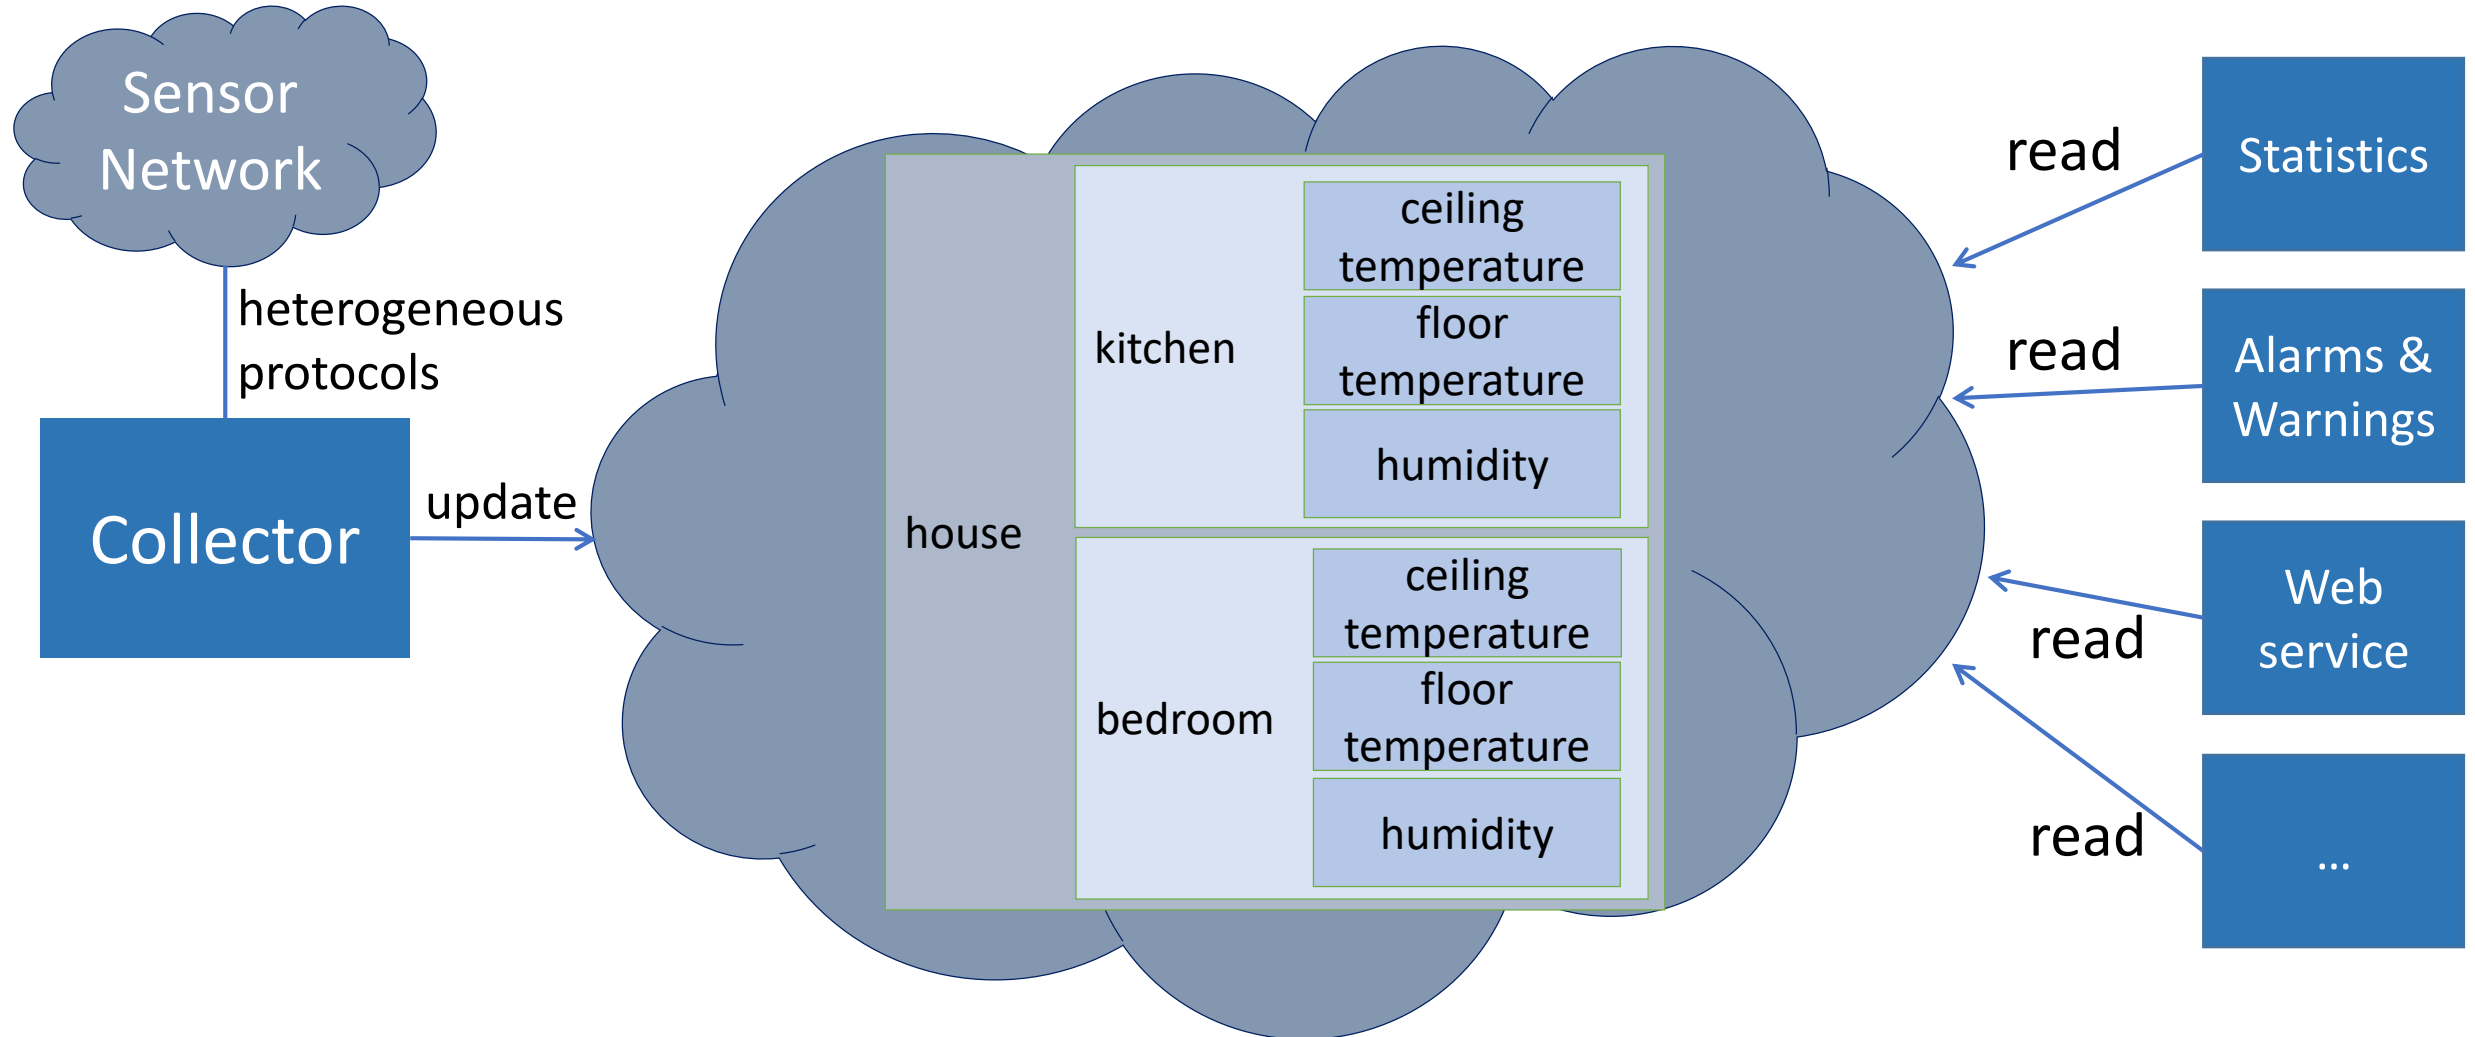 Sensor
Network
heterogeneous
protocols
Collector
update
house
kitchen
ceiling
temperature
floor
temperature
humidity
bedroom
ceiling
temperature
floor
temperature
humidity
read
Statistics
read
Alarms &
Warnings
read
Web
service
read
...